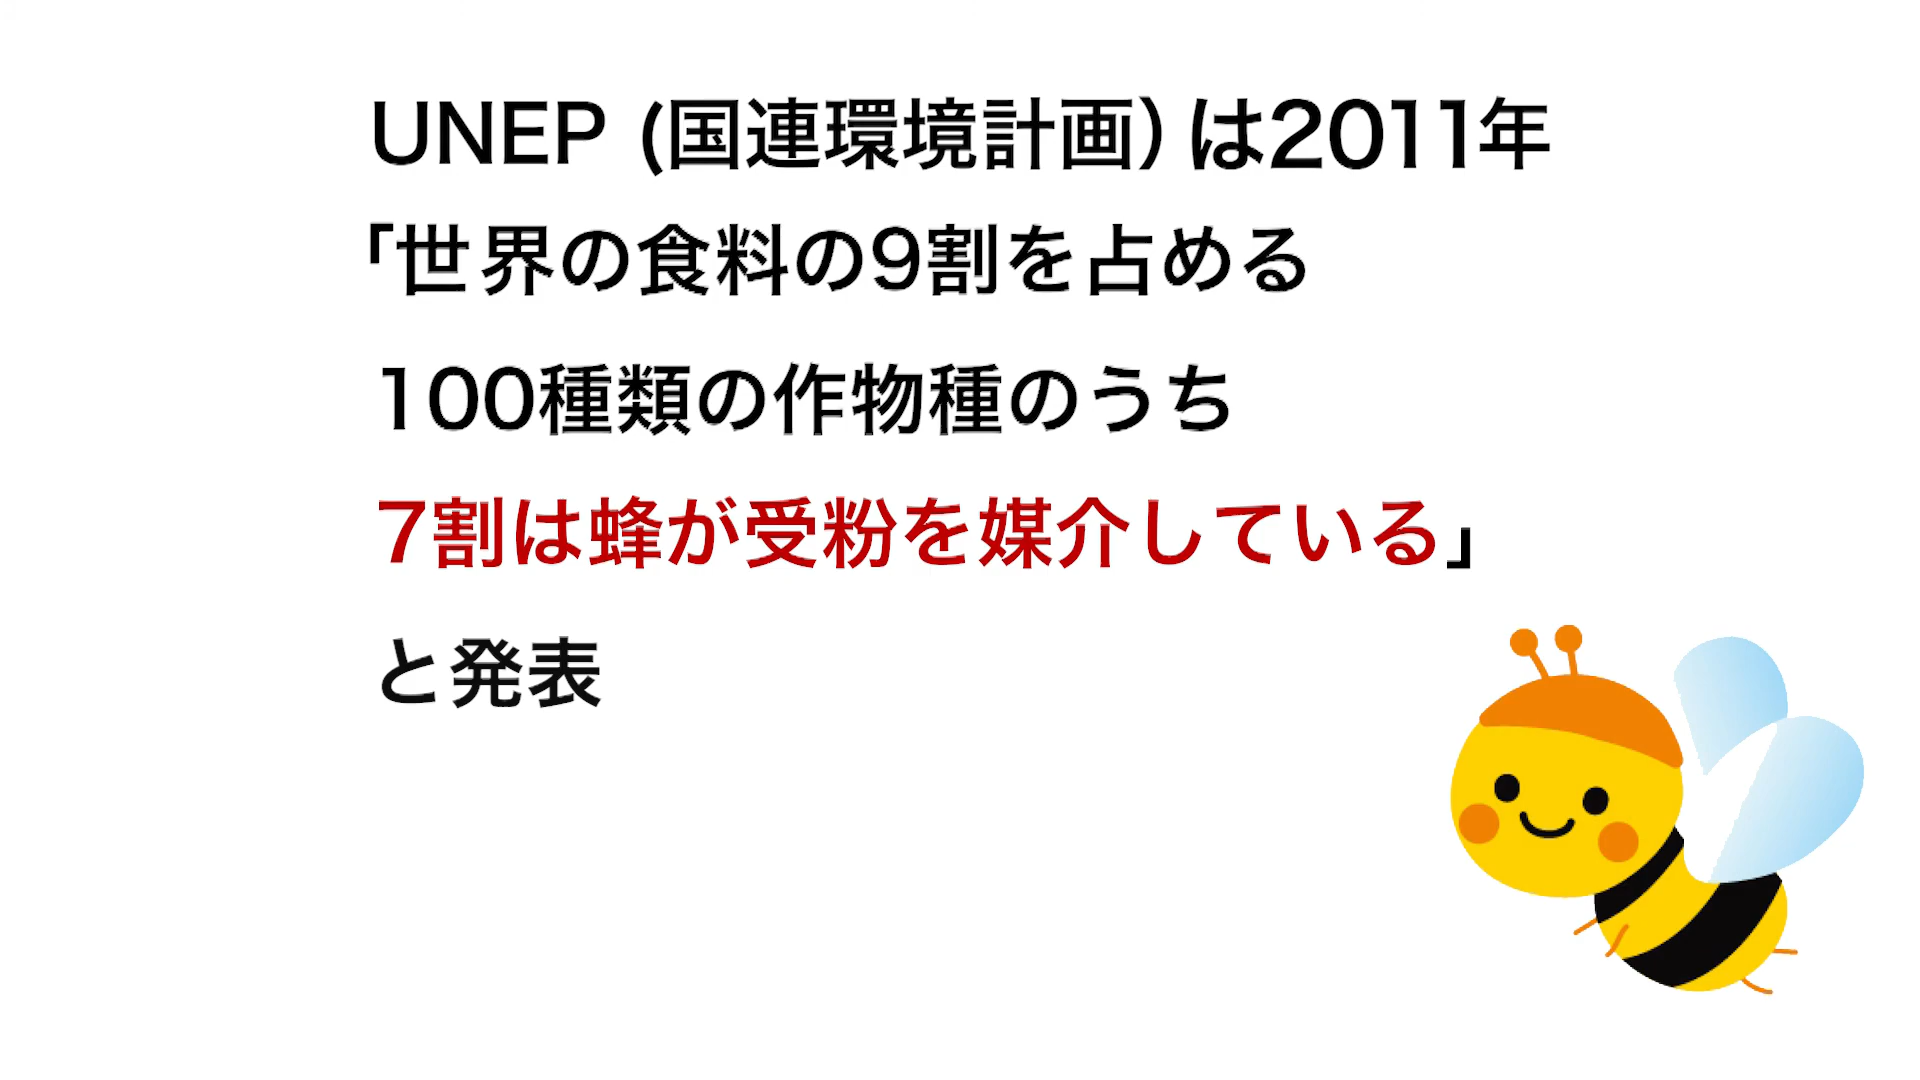 UNEP (国連環境計画)は2011年
「世界の食料の9割を占める
100種類の作物種のうち
7割は蜂が受粉を媒介している」
と発表